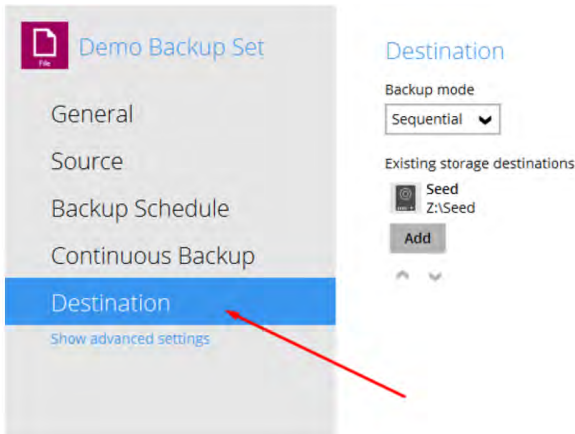 File
Demo Backup Set
General
Source
Backup Schedule
Continuous Backup
Destination
Show advanced settings
Destination
Backup mode
Sequential
Existing storage destinations
Seed
Z:\Seed
Add